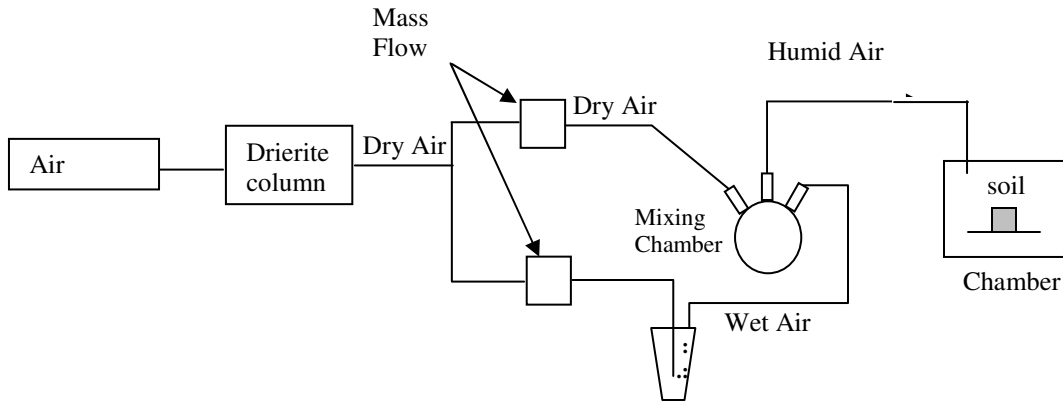 Mass
Flow
Humid Air
Dry Air
Air
Drierite
column
Dry Air
soil
Mixing
Chamber
Chamber
Wet Air